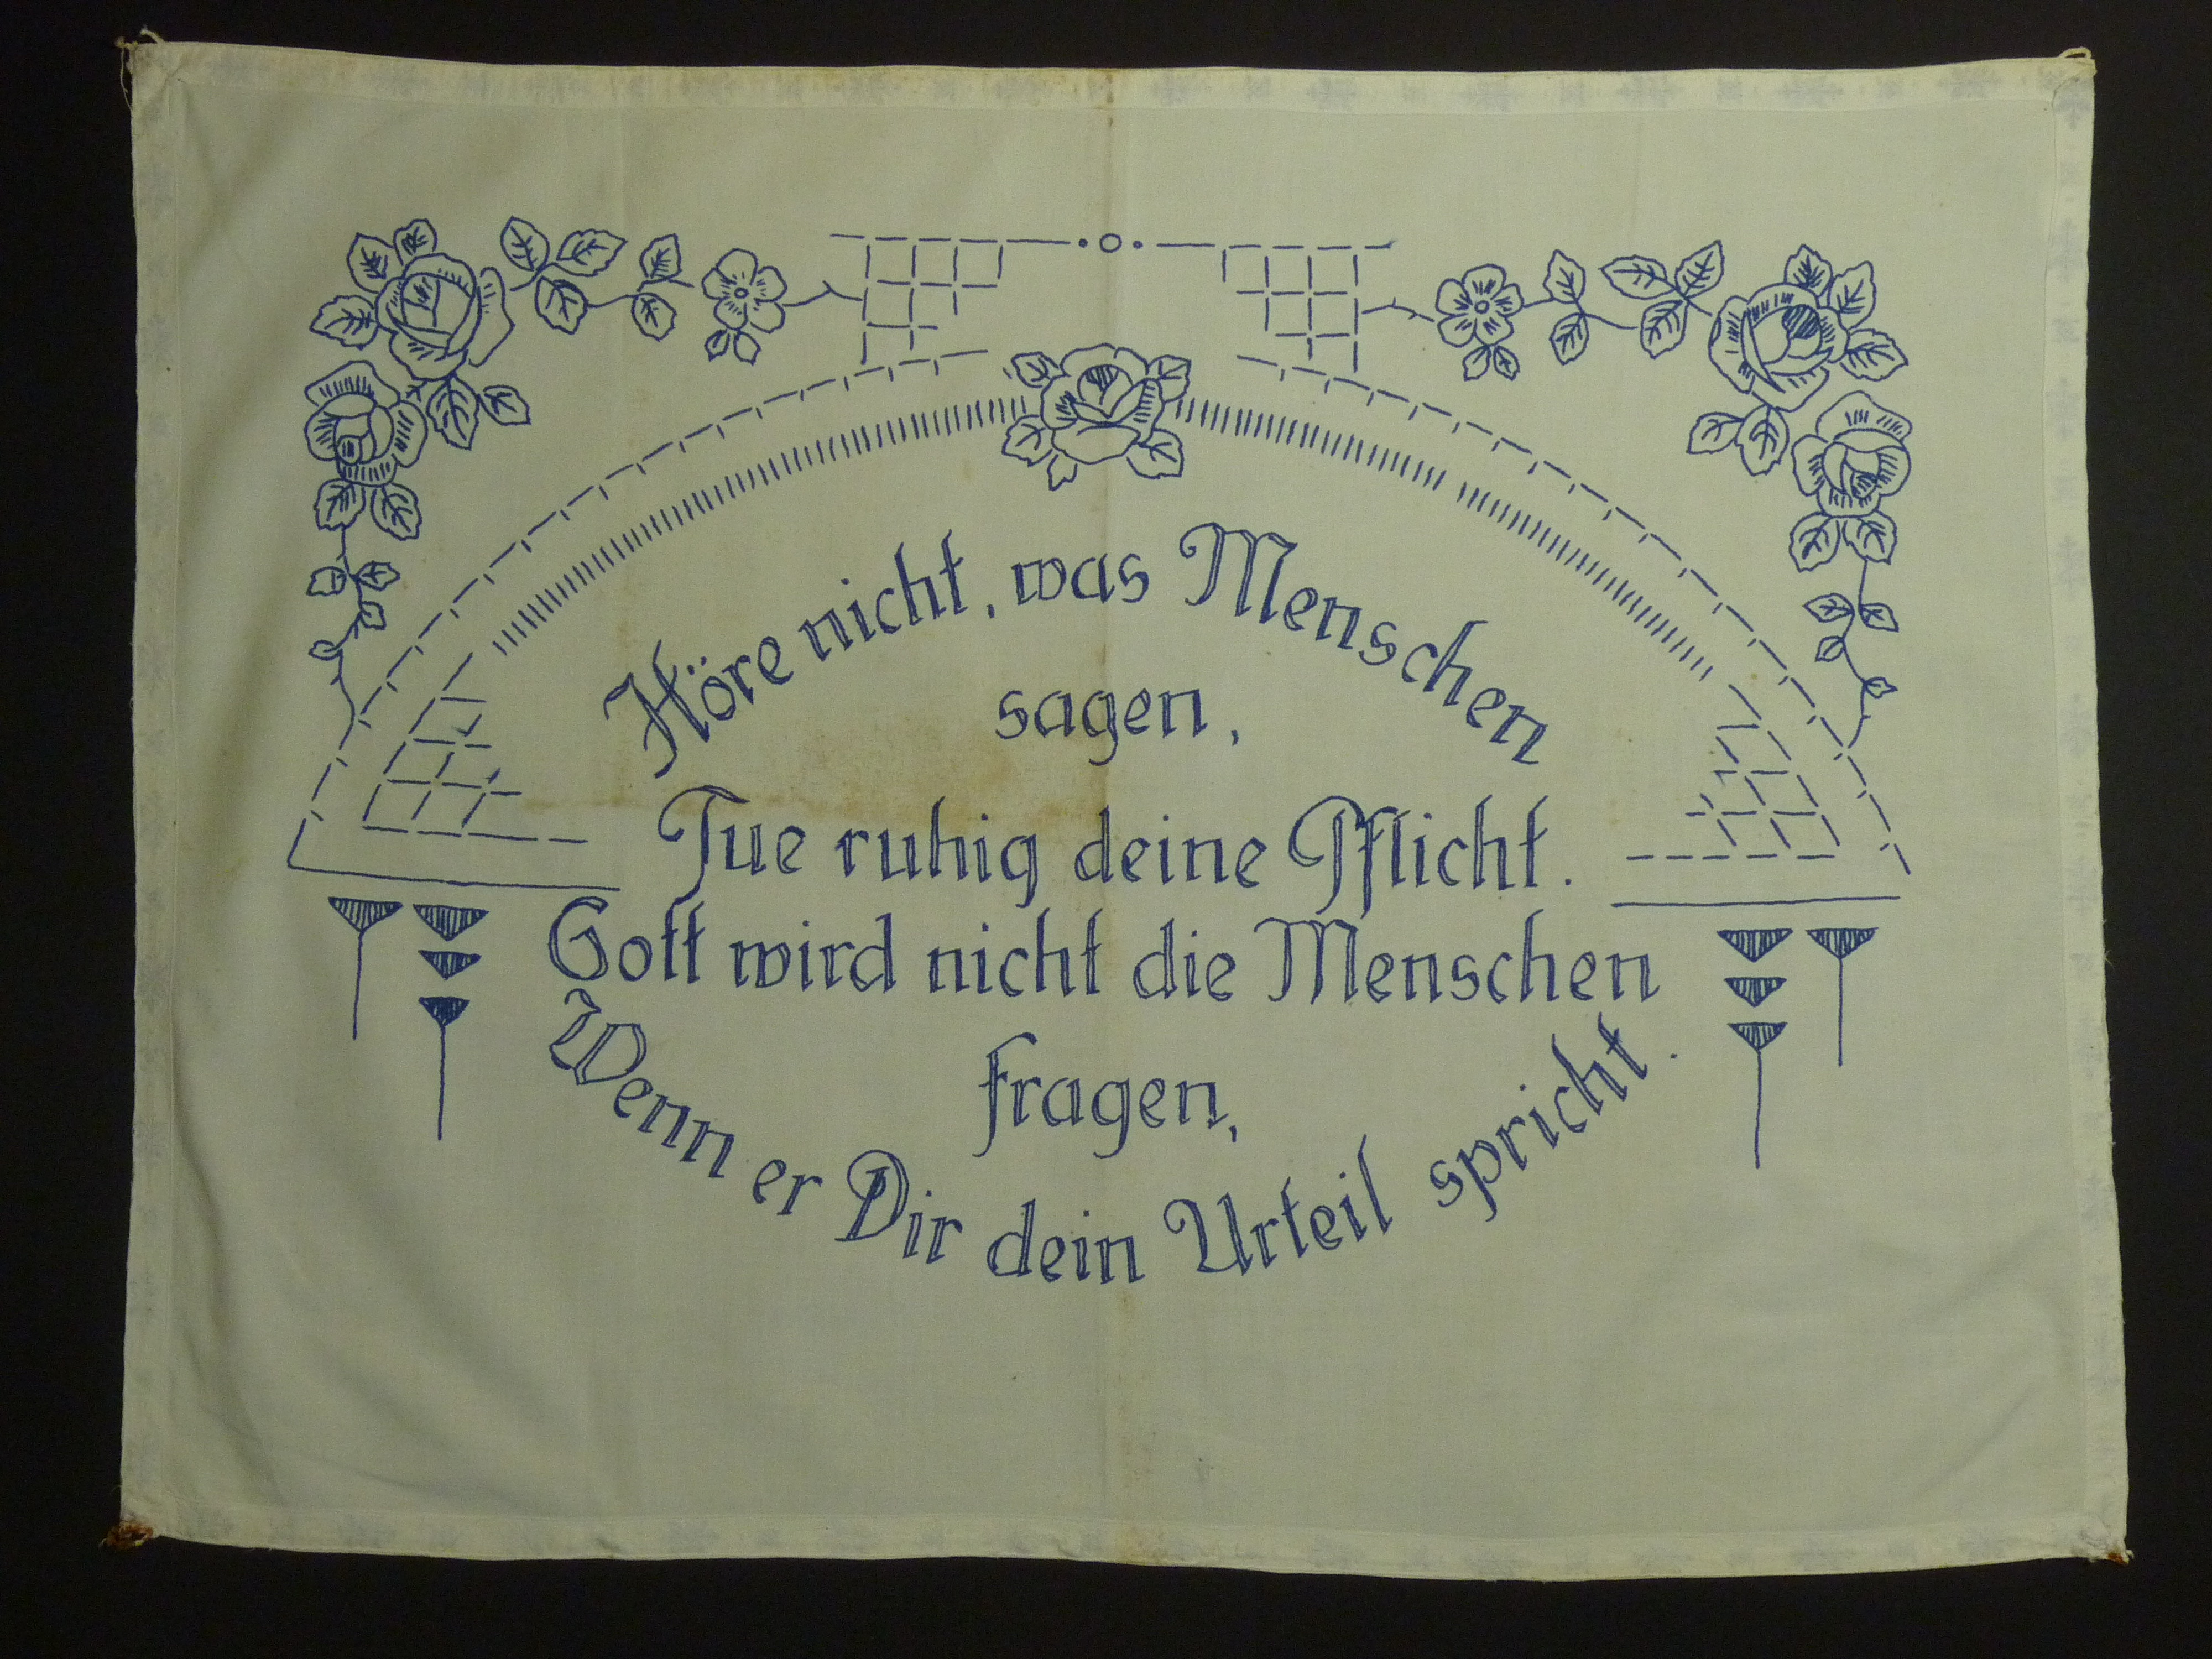 Höre nicht, was Menschen
sagen,
Tue ruhig deine Pflicht.
Gott wird nicht die Menschen
fragen,
Wenn er Dir dein Urteil spricht.